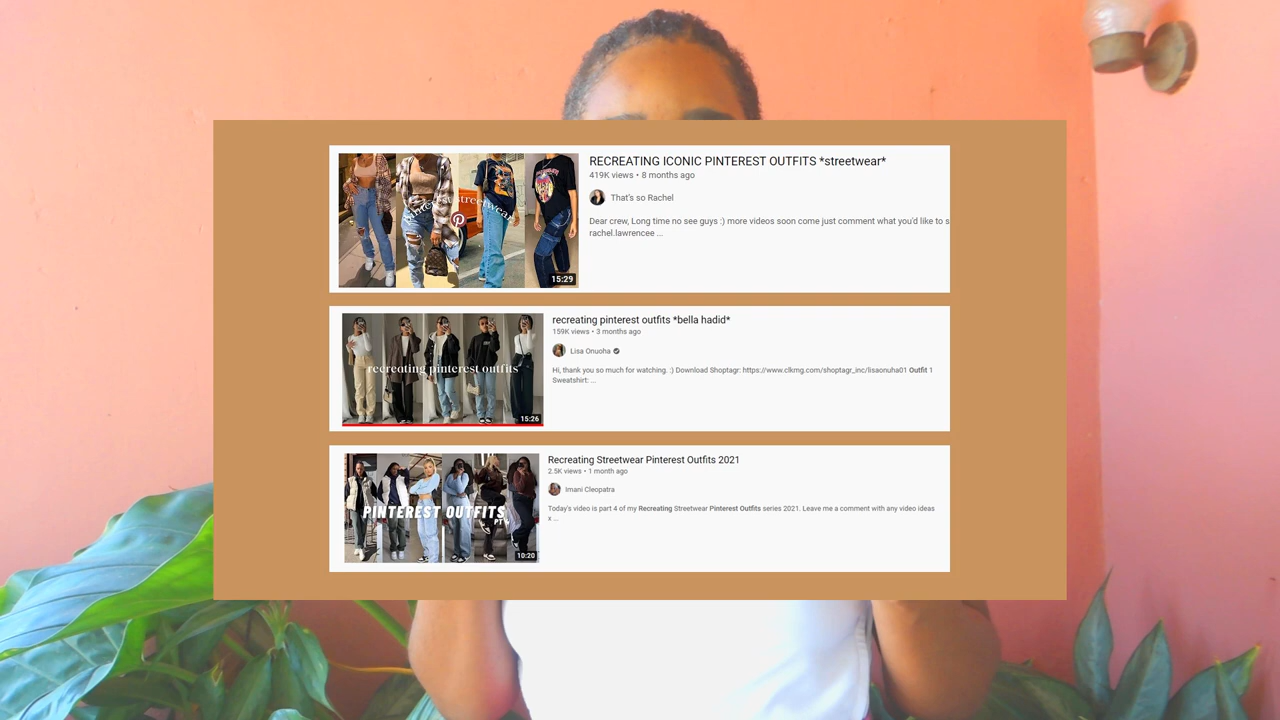 pinterest streetwear
15:29
RECREATING ICONIC PINTEREST OUTFITS *streetwear*
419K views • 8 months ago
That's so Rachel
Dear crew, Long time no see guys :) more videos soon come just comment what you'd like to s
rachel.lawrencee ...
recreating pinterest outfits
15:26
recreating pinterest outfits *bella hadid*
159K views • 3 months ago
Lisa Onuoha
Hi, thank you so much for watching. :) Download Shoptagr: https://www.clkmg.com/shoptagr_inc/lisaonuha01 Outfit 1
Sweatshirt: ...
PINTEREST OUTFITS
10:20
Recreating Streetwear Pinterest Outfits 2021
2.5K views • 1 month ago
Imani Cleopatra
Today's video is part 4 of my Recreating Streetwear Pinterest Outfits series 2021. Leave me a comment with any video ideas
x ...